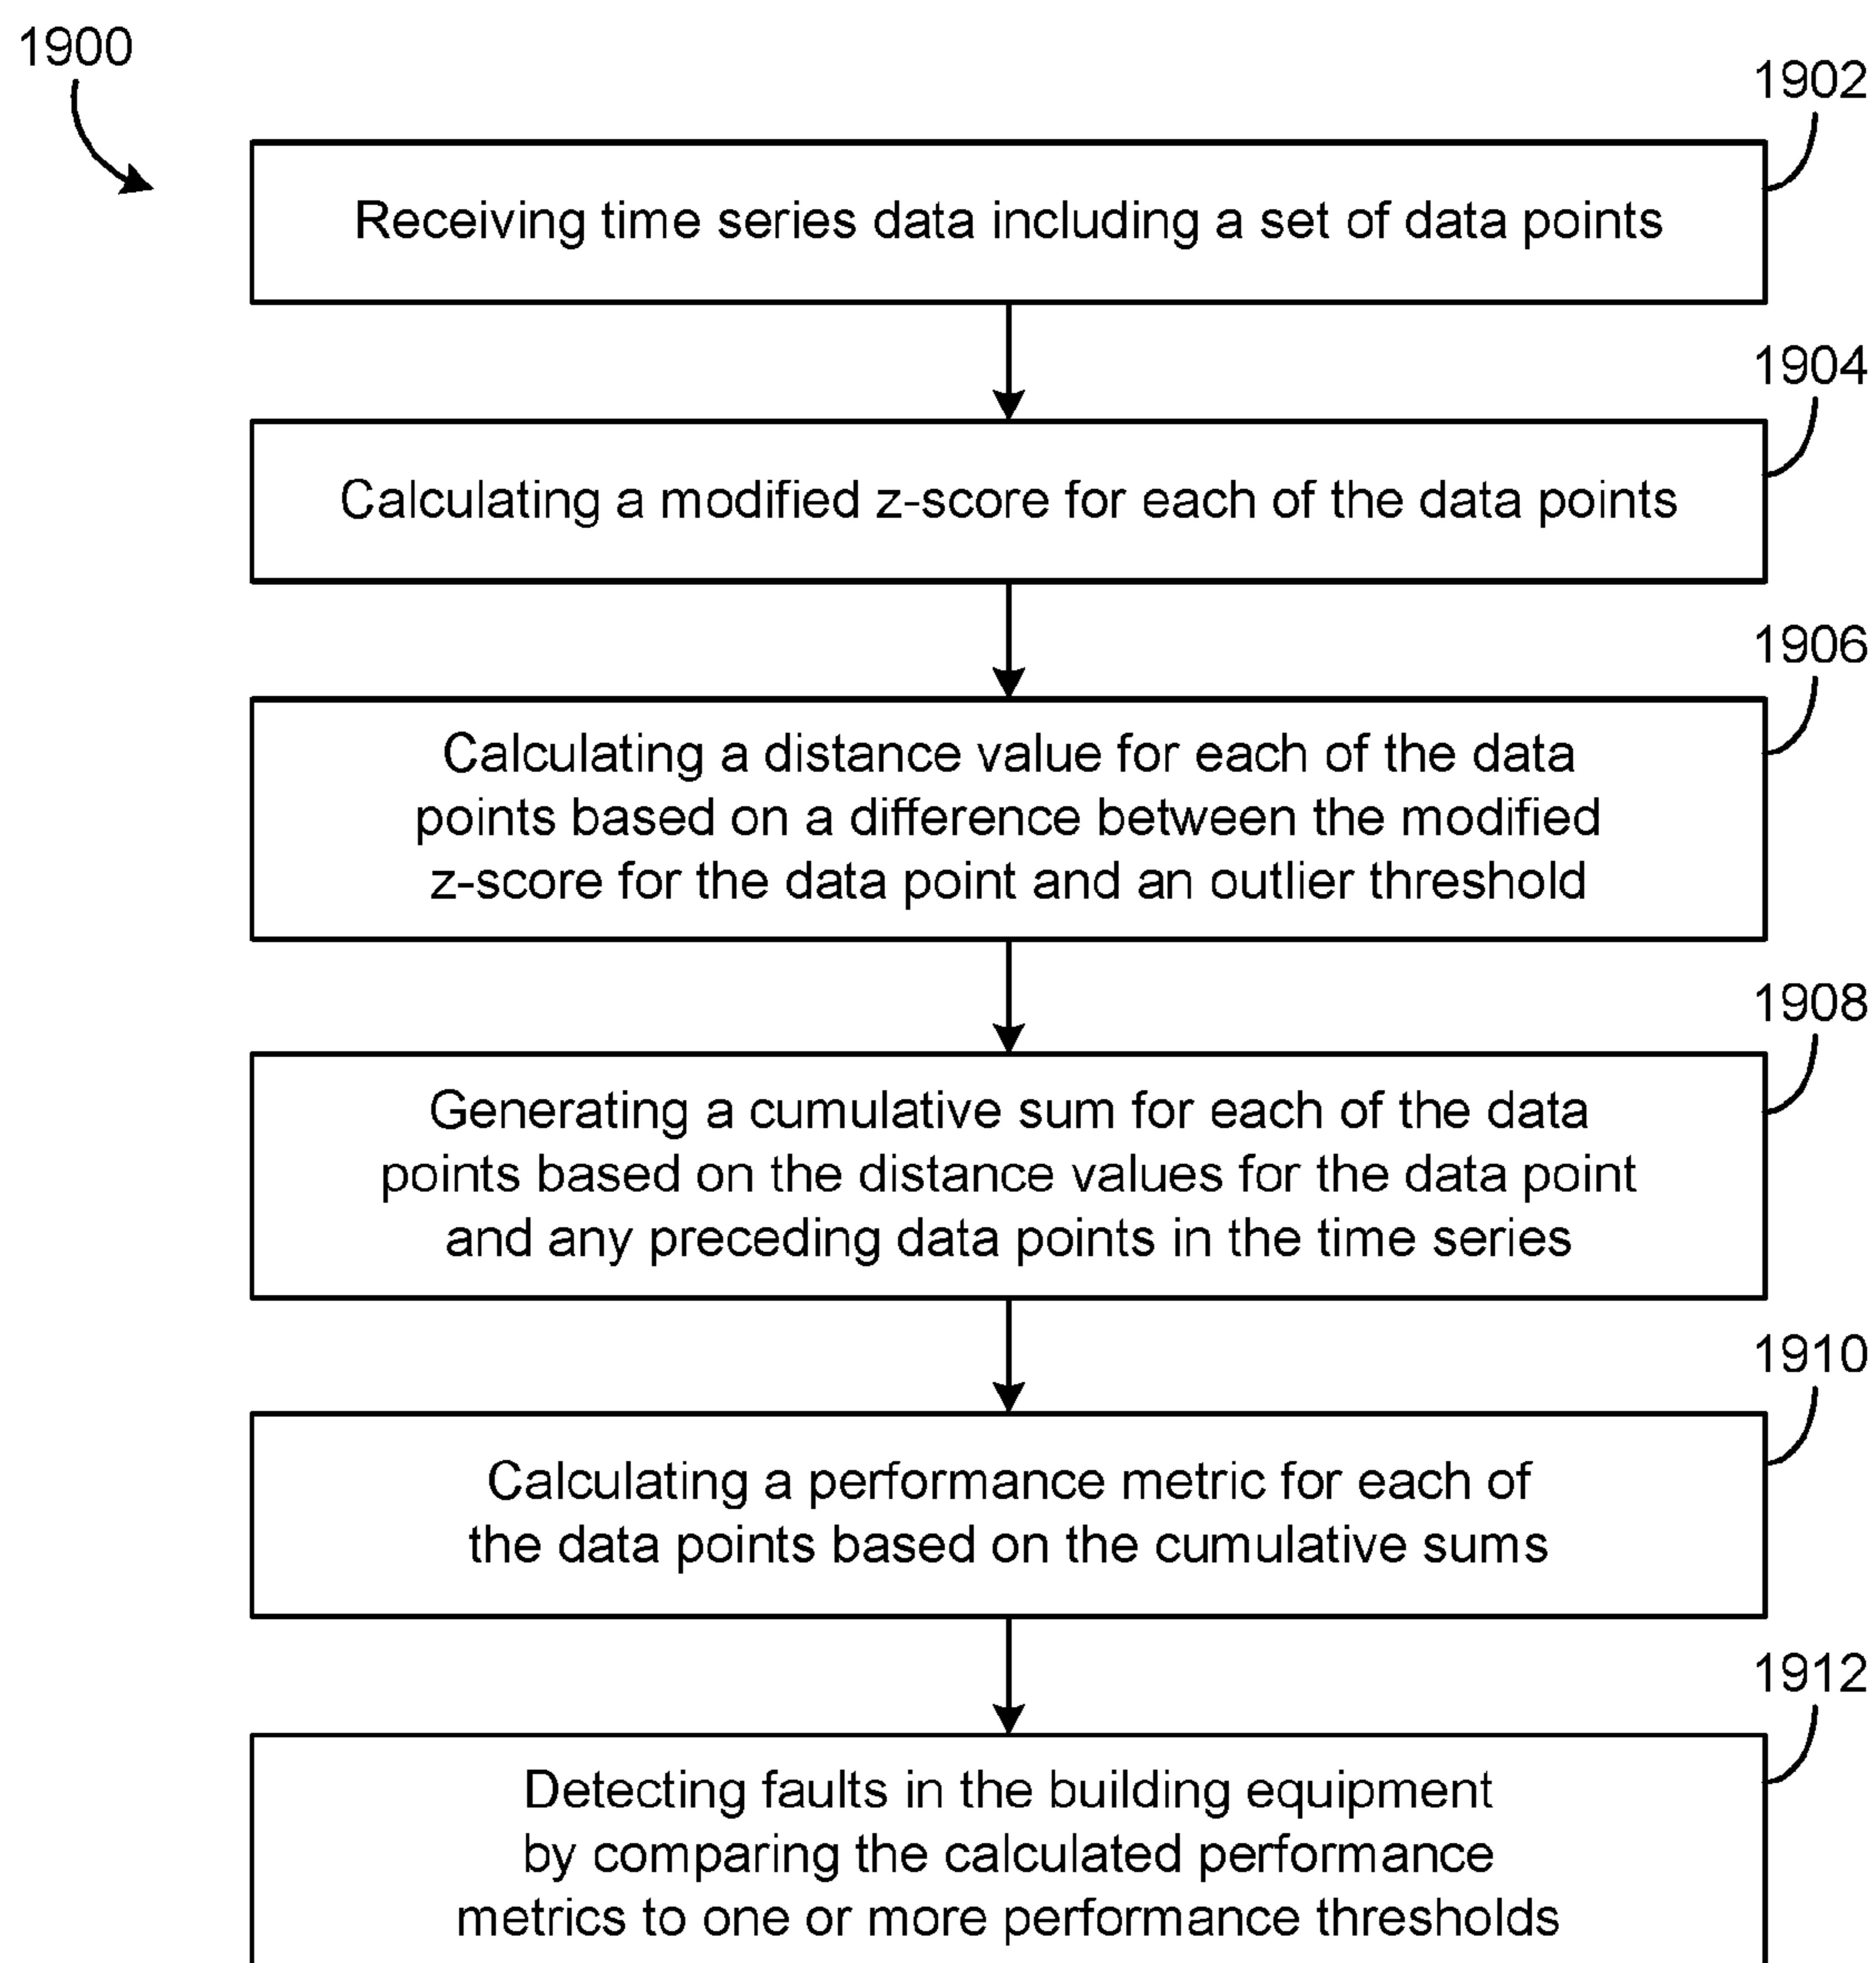 1900
1902
Receiving time series data including a set of data points
1904
Calculating a modified z-score for each of the data points
1906
Calculating a distance value for each of the data
points based on a difference between the modified
z-score for the data point and an outlier threshold
1908
Generating a cumulative sum for each of the data
points based on the distance values for the data point
and any preceding data points in the time series
1910
Calculating a performance metric for each of
the data points based on the cumulative sums
1912
Detecting faults in the building equipment
by comparing the calculated performance
metrics to one or more performance thresholds